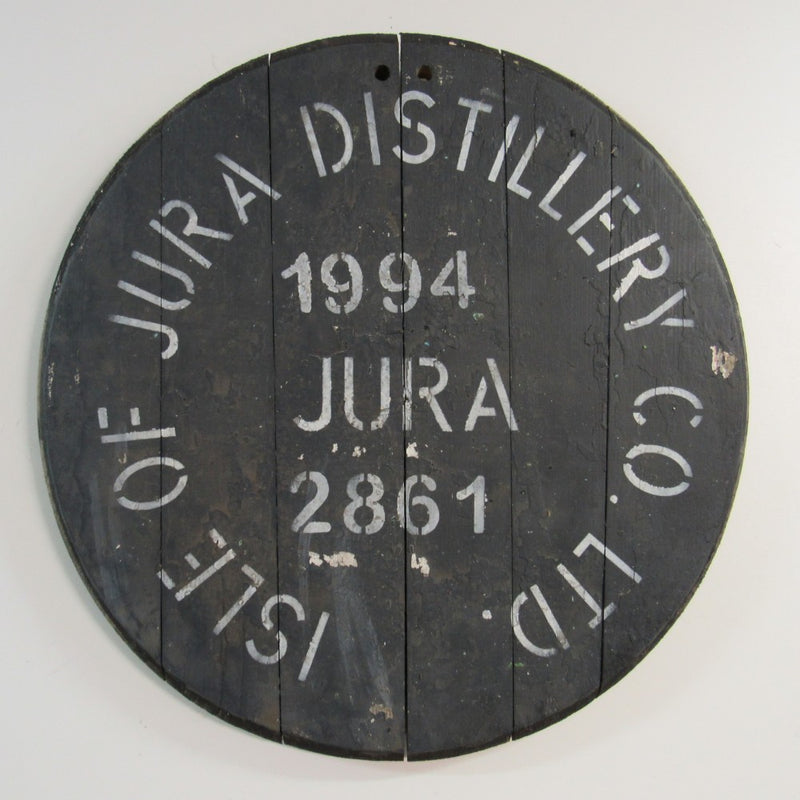 ISLE OF JURA DISTILLERY CO. LTD.
1994
JURA
2861